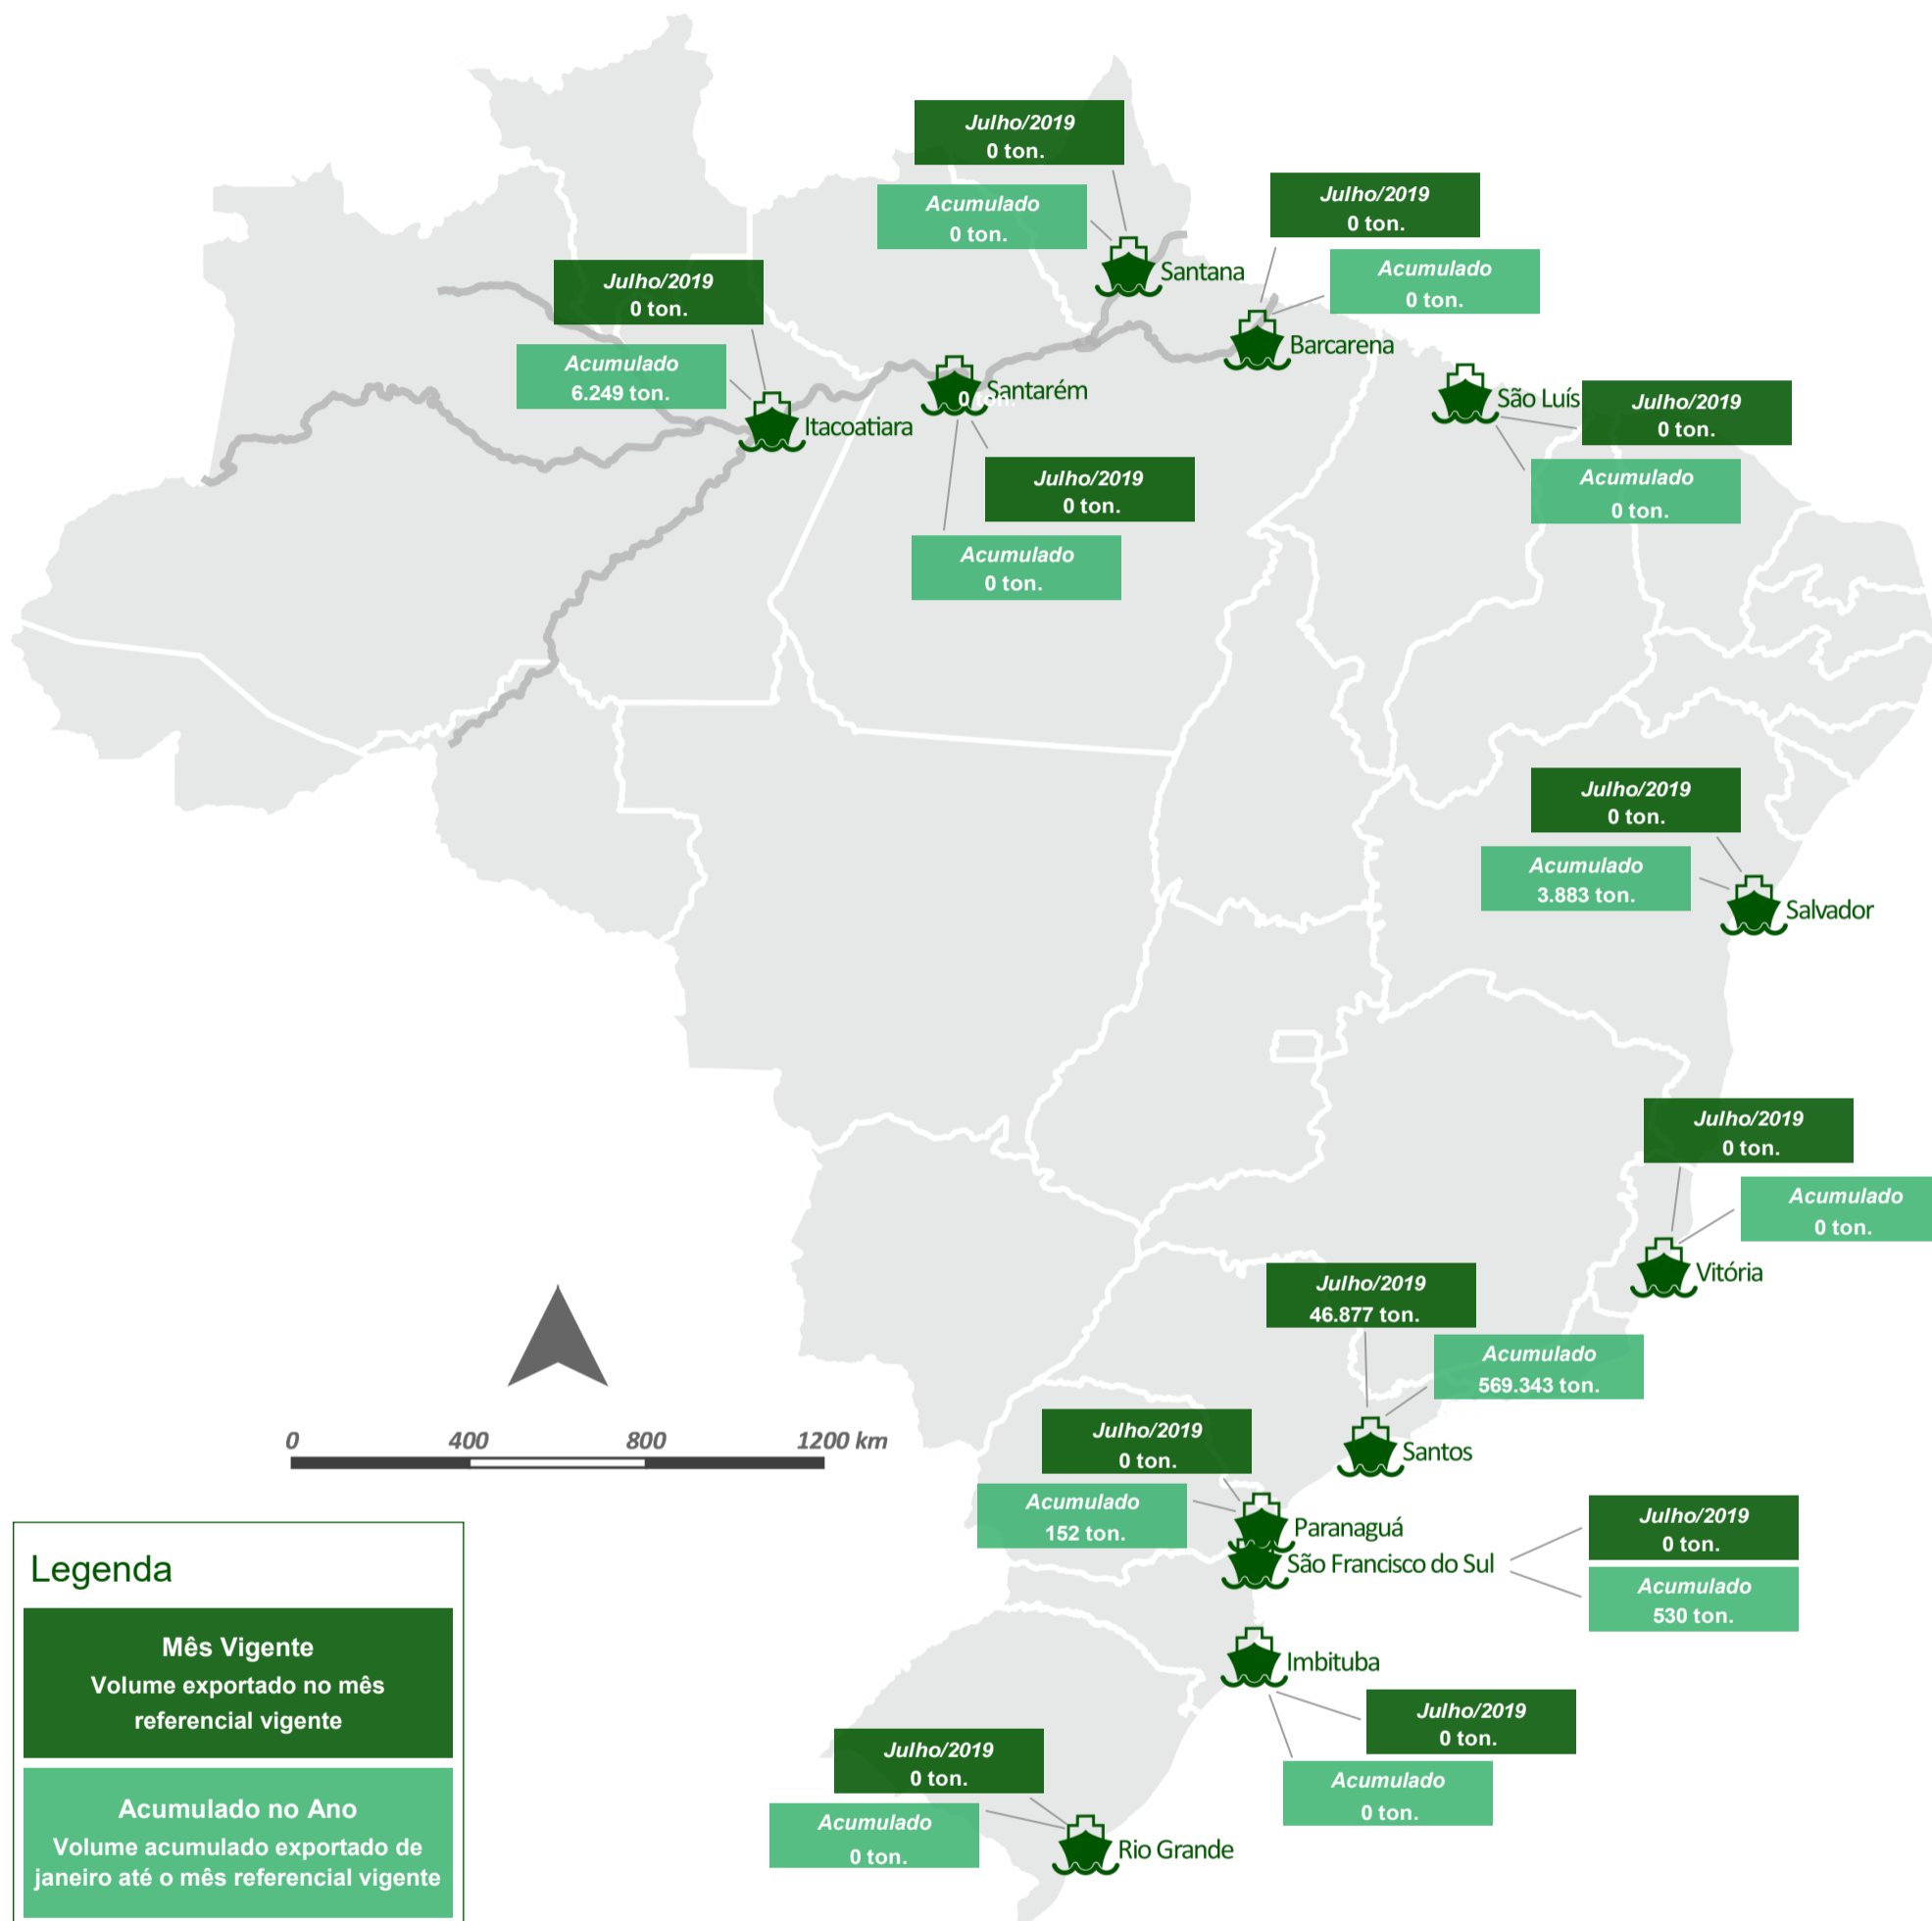 Julho/2019
0 ton.
Acumulado
0 ton.
Santana
Julho/2019
0 ton.
Acumulado
0 ton.
Barcarena
Julho/2019
0 ton.
Acumulado
6.249 ton.
Itacoatiara
Santarém
0 ton.
Julho/2019
0 ton.
Acumulado
0 ton.
São Luís
Julho/2019
0 ton.
Acumulado
0 ton.
Julho/2019
0 ton.
Acumulado
3.883 ton.
Salvador
Julho/2019
0 ton.
Acumulado
0 ton.
Vitória
Julho/2019
46.877 ton.
Acumulado
569.343 ton.
Santos
Julho/2019
0 ton.
Acumulado
152 ton.
Paranaguá
São Francisco do Sul
Julho/2019
0 ton.
Acumulado
530 ton.
Imbituba
Julho/2019
0 ton.
Acumulado
0 ton.
Julho/2019
0 ton.
Acumulado
0 ton.
Rio Grande
0 400 800 1200 km
Legenda
Mês Vigente
Volume exportado no mês
referencial vigente
Acumulado no Ano
Volume acumulado exportado de
janeiro até o mês referencial vigente